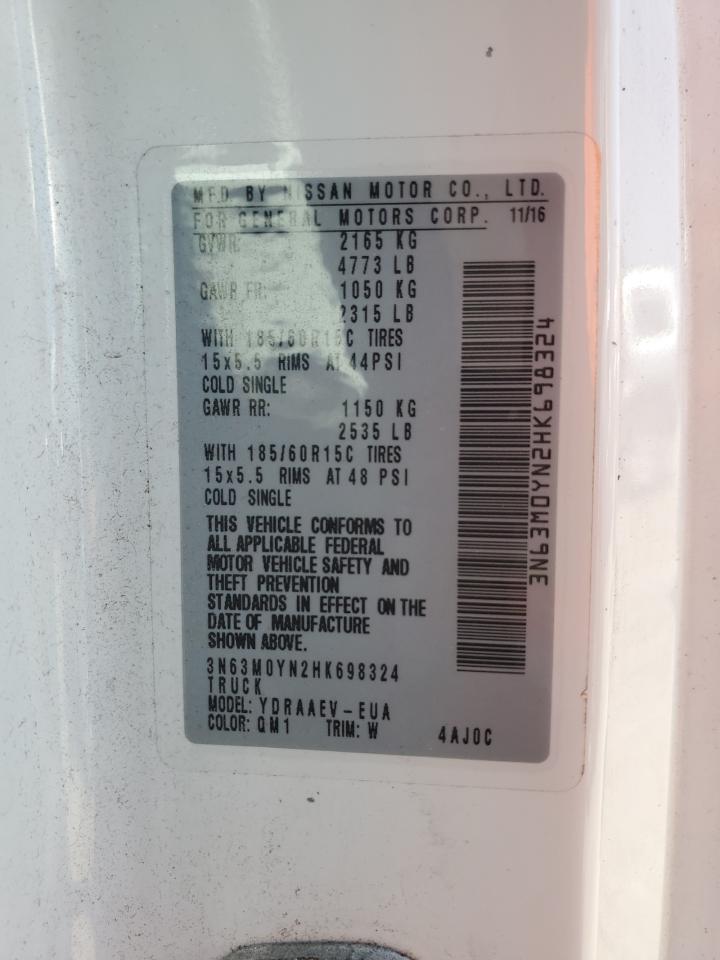 MFD. BY NISSAN MOTOR CO., LTD.
FOR GENERAL MOTORS CORP. 11/16
GVWR: 2165 KG
4773 LB
GAWR FR: 1050 KG
2315 LB
WITH 185/60R15C TIRES
15x5.5 RIMS AT 44PSI
COLD SINGLE
GAWR RR: 1150 KG
2535 LB
WITH 185/60R15C TIRES
15x5.5 RIMS AT 48 PSI
COLD SINGLE
THIS VEHICLE CONFORMS TO
ALL APPLICABLE FEDERAL
MOTOR VEHICLE SAFETY AND
THEFT PREVENTION
STANDARDS IN EFFECT ON THE
DATE OF MANUFACTURE
SHOWN ABOVE.
3N63M0YN2HK698324
TRUCK
MODEL: YDRAAEV-EUA
COLOR: QM1 TRIM: W 4AJ0C
3N63M0YN2HK698324